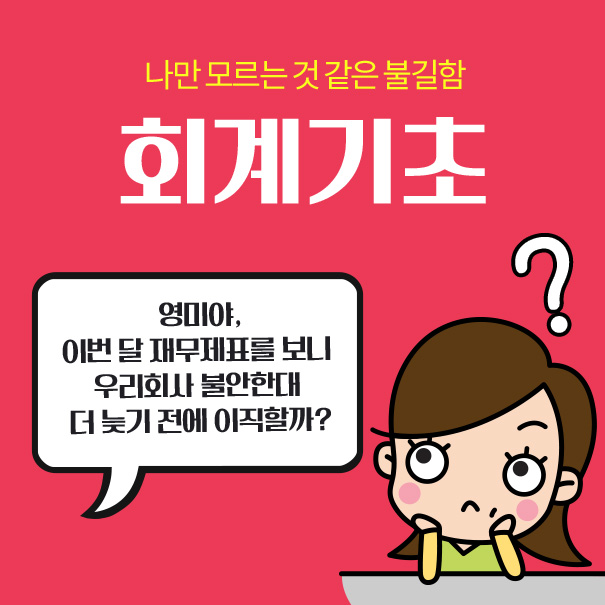 나만 모르는 것 같은 불길함
회계기초
영미야,
이번 달 재무제표를 보니
우리회사 불안한대
더 늦기 전에 이직할까?
?